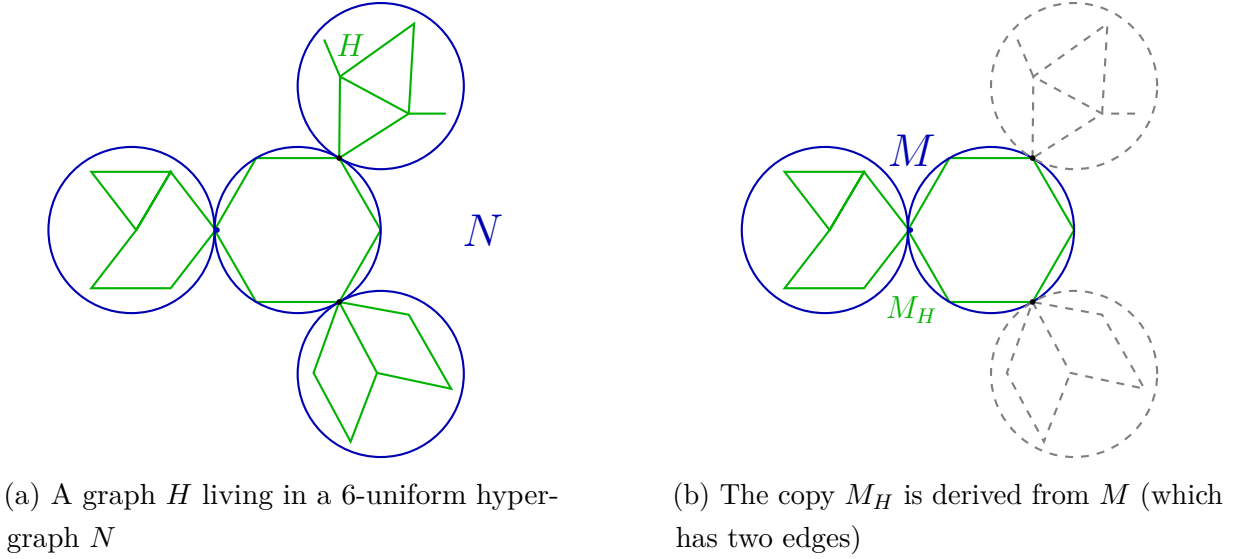 H
N
M
M_H
(a) A graph H living in a 6-uniform hyper-
graph N
(b) The copy M_H is derived from M (which
has two edges)